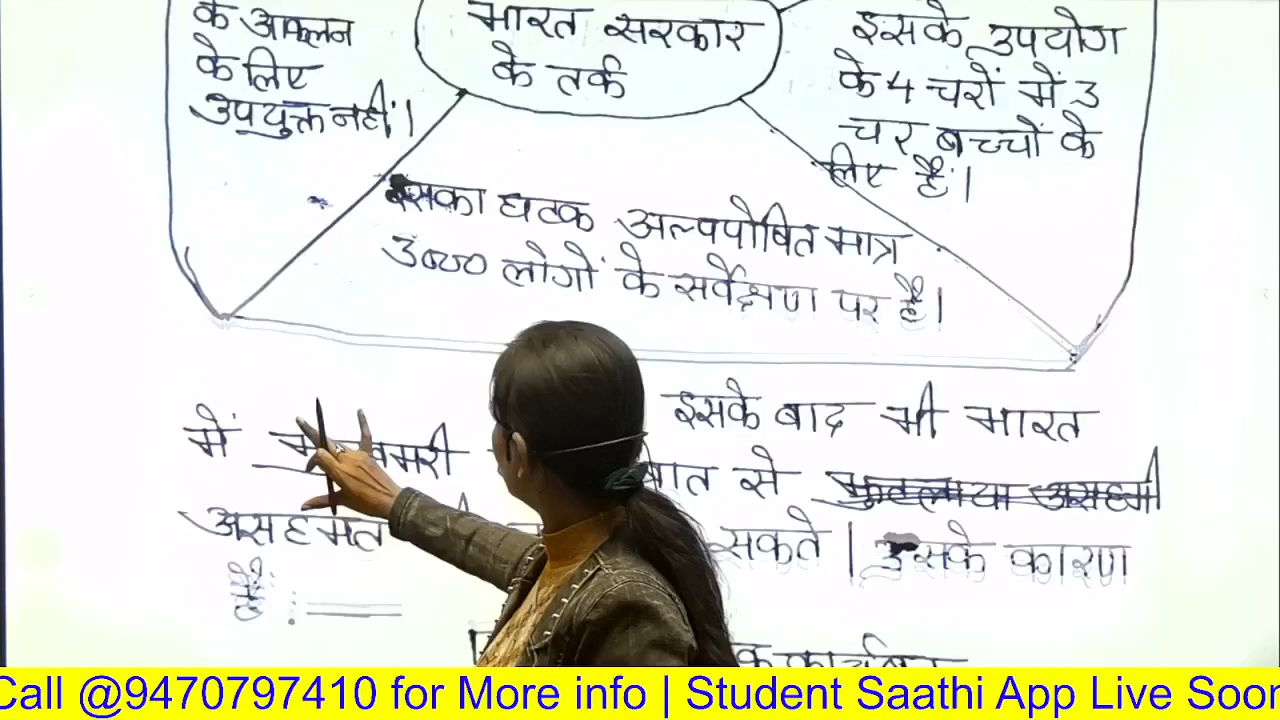 के आकलन
के लिए
उपयुक्त नहीं।
भारत सरकार
के तर्क
इसके उपयोग
के 4 चरों में 3
चर बच्चों के
लिए हैं।
इसका घटक अल्पपोषित मात्र
3000 लोगों के सर्वेक्षण पर है।
इसके बाद भी भारत
में बात से
असहमत सकते। इसके कारण
हैं :
Call @9470797410 for More info | Student Saathi App Live Soon